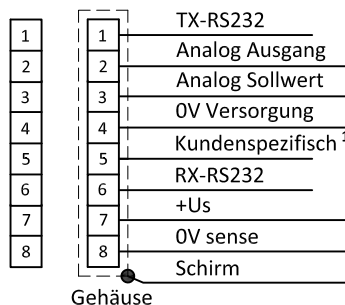 1 1 TX-RS232
2 2 Analog Ausgang
3 3 Analog Sollwert
4 4 0V Versorgung
5 5 Kundenspezifisch 1
6 6 RX-RS232
7 7 +Us
8 8 0V sense
Schirm
Gehäuse